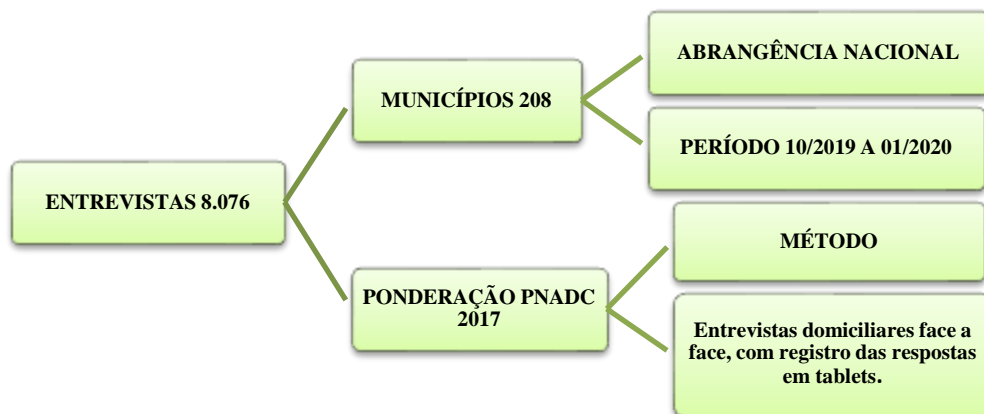 ENTREVISTAS 8.076
MUNICÍPIOS 208
ABRANGÊNCIA NACIONAL
PERÍODO 10/2019 A 01/2020
PONDERAÇÃO PNADC
2017
MÉTODO
Entrevistas domiciliares face a
face, com registro das respostas
em tablets.